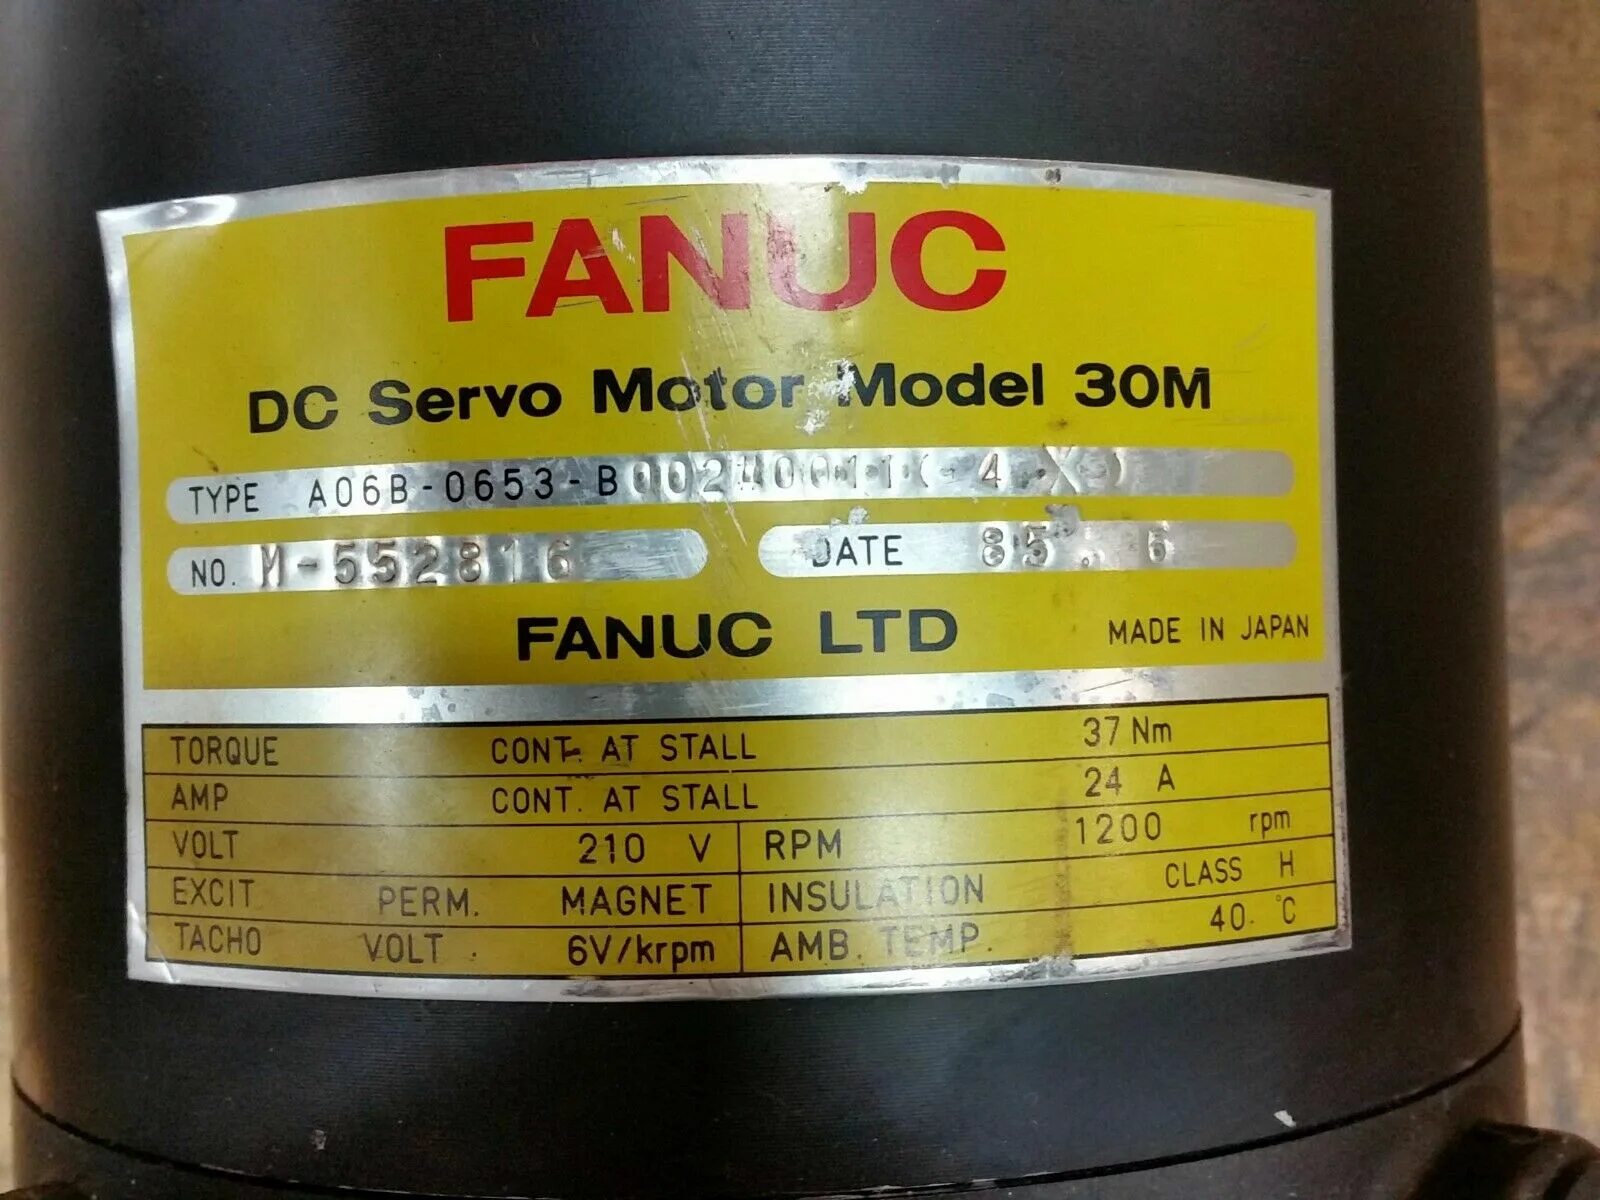 FANUC
DC Servo Motor Model 30M
TYPE A06B-0653-B
NO. M-552816 DATE 85.6
FANUC LTD MADE IN JAPAN
TORQUE CONT. AT STALL 37 Nm
AMP CONT. AT STALL 24 A
VOLT 210 V RPM 1200 rpm
EXCIT PERM. MAGNET INSULATION CLASS H
TACHO VOLT 6V/krpm AMB. TEMP. 40 °C